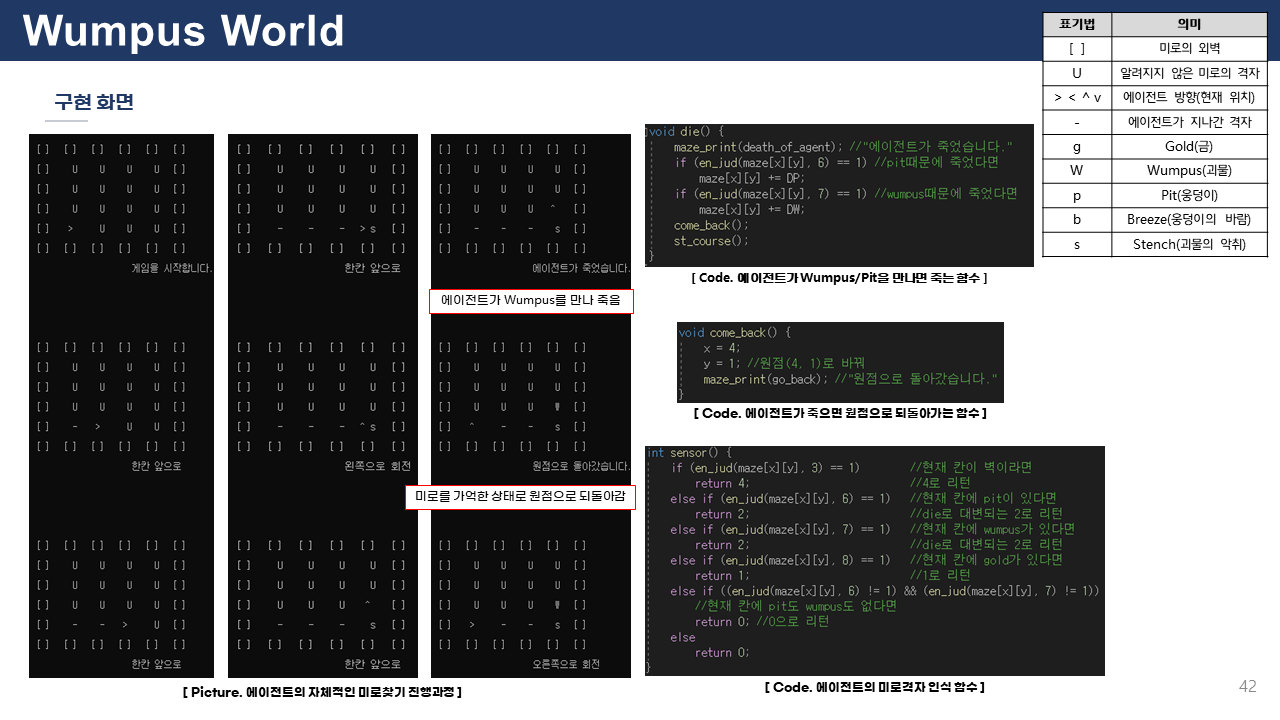 Wumpus World
표기법 의미
[ ] 미로의 외벽
U 알려지지 않은 미로의 격자
> < ^ v 에이전트 방향(현재 위치)
- 에이전트가 지나간 격자
g Gold(금)
W Wumpus(괴물)
p Pit(웅덩이)
b Breeze(웅덩이의 바람)
s Stench(괴물의 악취)
구현 화면
[ ] [ ] [ ] [ ] [ ] [ ]
[ ] U U U U [ ]
[ ] U U U U [ ]
[ ] U U U U [ ]
[ ] > U U U [ ]
[ ] [ ] [ ] [ ] [ ] [ ]
게임을 시작합니다.
[ ] [ ] [ ] [ ] [ ] [ ]
[ ] U U U U [ ]
[ ] U U U U [ ]
[ ] U U U U [ ]
[ ] - > U U [ ]
[ ] [ ] [ ] [ ] [ ] [ ]
한칸 앞으로
[ ] [ ] [ ] [ ] [ ] [ ]
[ ] U U U U [ ]
[ ] U U U U [ ]
[ ] U U U U [ ]
[ ] - - > U [ ]
[ ] [ ] [ ] [ ] [ ] [ ]
한칸 앞으로
[ ] [ ] [ ] [ ] [ ] [ ]
[ ] U U U U [ ]
[ ] U U U U [ ]
[ ] U U U U [ ]
[ ] - - - >s [ ]
[ ] [ ] [ ] [ ] [ ] [ ]
한칸 앞으로
[ ] [ ] [ ] [ ] [ ] [ ]
[ ] U U U U [ ]
[ ] U U U U [ ]
[ ] U U U U [ ]
[ ] - - - ^s [ ]
[ ] [ ] [ ] [ ] [ ] [ ]
왼쪽으로 회전
[ ] [ ] [ ] [ ] [ ] [ ]
[ ] U U U U [ ]
[ ] U U U U [ ]
[ ] U U U ^ [ ]
[ ] - - - s [ ]
[ ] [ ] [ ] [ ] [ ] [ ]
한칸 앞으로
[ ] [ ] [ ] [ ] [ ] [ ]
[ ] U U U U [ ]
[ ] U U U U [ ]
[ ] U U U ^ [ ]
[ ] - - - s [ ]
[ ] [ ] [ ] [ ] [ ] [ ]
에이전트가 죽었습니다.
에이전트가 Wumpus를 만나 죽음
[ ] [ ] [ ] [ ] [ ] [ ]
[ ] U U U U [ ]
[ ] U U U U [ ]
[ ] U U U W [ ]
[ ] ^ - - s [ ]
[ ] [ ] [ ] [ ] [ ] [ ]
원점으로 돌아갔습니다.
미로를 기억한 상태로 원점으로 되돌아감
[ ] [ ] [ ] [ ] [ ] [ ]
[ ] U U U U [ ]
[ ] U U U U [ ]
[ ] U U U W [ ]
[ ] > - - s [ ]
[ ] [ ] [ ] [ ] [ ] [ ]
오른쪽으로 회전
[ Picture. 에이전트의 자체적인 미로찾기 진행과정 ]
void die() {
maze_print(death_of_agent); //"에이전트가 죽었습니다."
if (en_jud(maze[x][y], 6) == 1) //pit때문에 죽었다면
maze[x][y] += DP;
if (en_jud(maze[x][y], 7) == 1) //wumpus때문에 죽었다면
maze[x][y] += DW;
come_back();
st_course();
}
[ Code. 에이전트가 Wumpus/Pit을 만나면 죽는 함수 ]
void come_back() {
x = 4;
y = 1; //원점(4, 1)로 바꿔
maze_print(go_back); //"원점으로 돌아갔습니다."
}
[ Code. 에이전트가 죽으면 원점으로 되돌아가는 함수 ]
int sensor() {
if (en_jud(maze[x][y], 3) == 1) //현재 칸이 벽이라면
return 4; //4로 리턴
else if (en_jud(maze[x][y], 6) == 1) //현재 칸에 pit이 있다면
return 2; //die로 대변되는 2로 리턴
else if (en_jud(maze[x][y], 7) == 1) //현재 칸에 wumpus가 있다면
return 2; //die로 대변되는 2로 리턴
else if (en_jud(maze[x][y], 8) == 1) //현재 칸에 gold가 있다면
return 1; //1로 리턴
else if ((en_jud(maze[x][y], 6) != 1) && (en_jud(maze[x][y], 7) != 1))
//현재 칸에 pit도 wumpus도 없다면
return 0; //0으로 리턴
else
return 0;
}
[ Code. 에이전트의 미로격자 인식 함수 ]
42